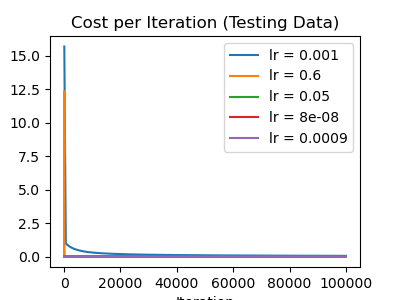 Cost per Iteration (Testing Data)
15.0
12.5
10.0
7.5
5.0
2.5
0.0
lr = 0.001
lr = 0.6
lr = 0.05
lr = 8e-08
lr = 0.0009
0 20000 40000 60000 80000 100000
Iteration